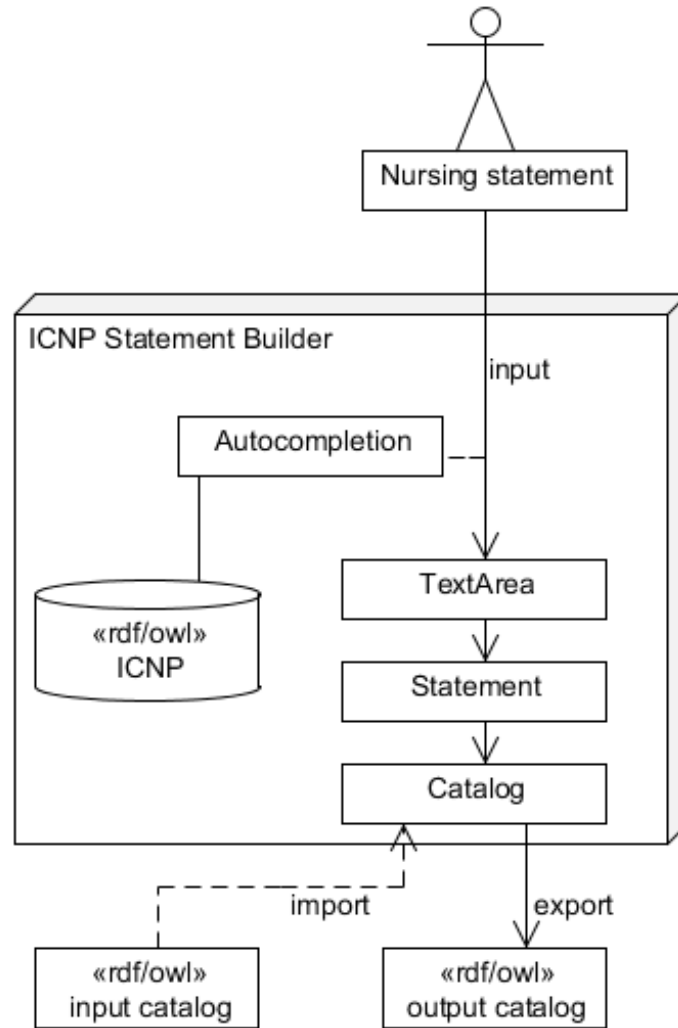 Nursing statement
ICNP Statement Builder
input
Autocompletion
TextArea
«rdf/owl»
ICNP
Statement
Catalog
import
export
«rdf/owl»
input catalog
«rdf/owl»
output catalog